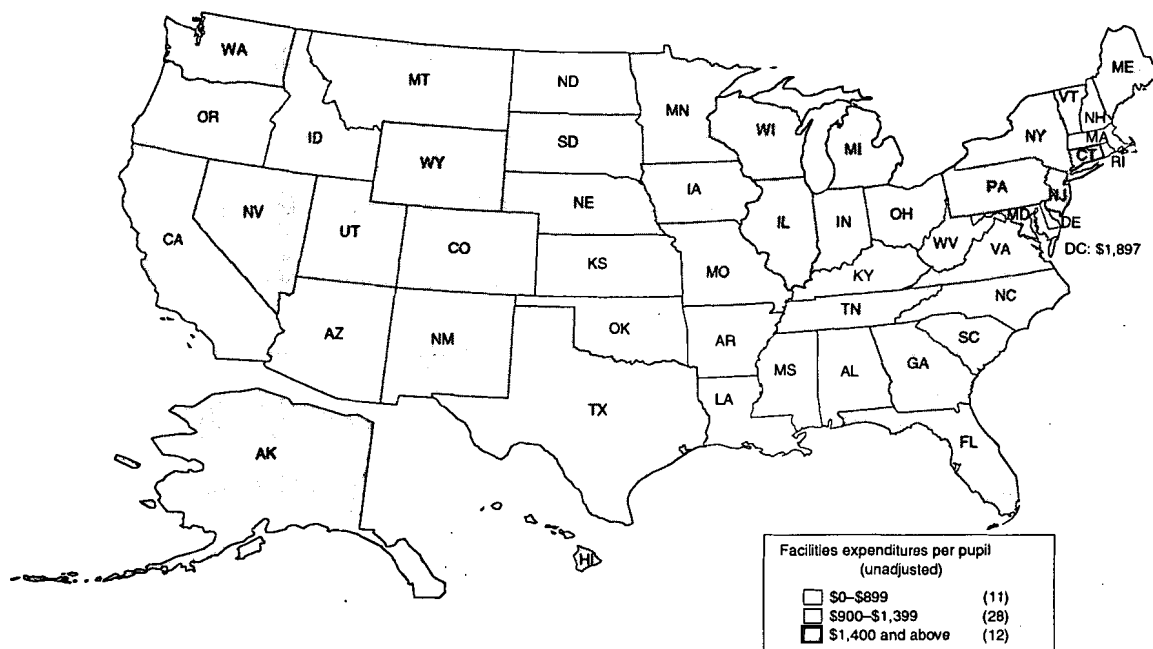 WA
MT
ND
MN
ME
VT
NH
OR
ID
SD
WI
MI
NY
MA
CT
RI
WY
IA
PA
NJ
NV
NE
IL
IN
OH
MD
DE
UT
CO
WV
VA
DC: $1,897
CA
KS
MO
KY
NC
AZ
NM
OK
TN
AR
SC
MS
AL
GA
LA
TX
FL
AK
HI
Facilities expenditures per pupil
(unadjusted)
$0–$899 (11)
$900–$1,399 (28)
$1,400 and above (12)